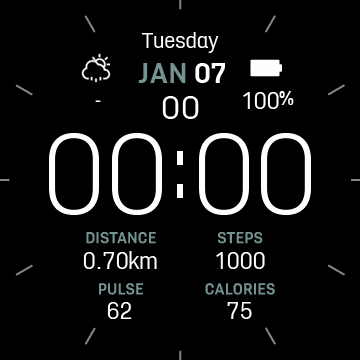 Tuesday
JAN 07
- 00 100%
00:00
DISTANCE STEPS
0.70km 1000
PULSE CALORIES
62 75